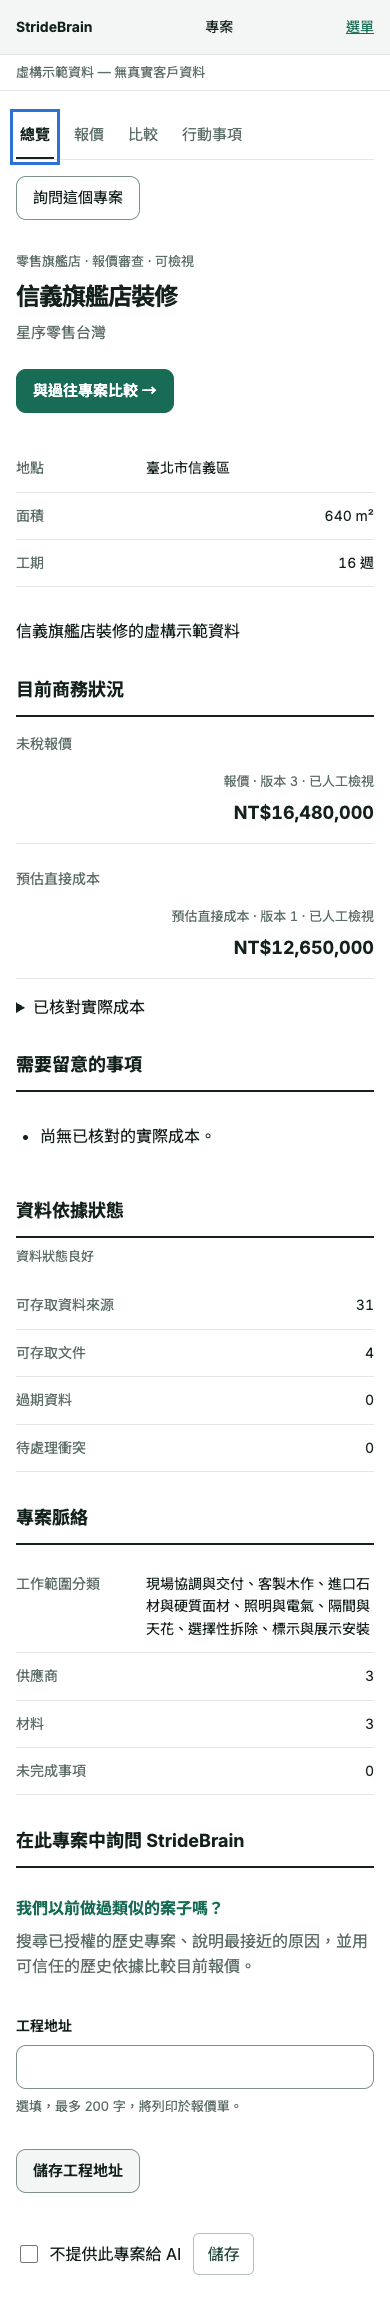 StrideBrain 專案 選單
虛構示範資料 — 無真實客戶資料
總覽 報價 比較 行動事項
詢問這個專案
零售旗艦店 · 報價審查 · 可檢視
信義旗艦店裝修
星序零售台灣
與過往專案比較 →
地點 臺北市信義區
面積 640 m²
工期 16 週
信義旗艦店裝修的虛構示範資料
目前商務狀況
未稅報價
報價 · 版本 3 · 已人工檢視
NT$16,480,000
預估直接成本
預估直接成本 · 版本 1 · 已人工檢視
NT$12,650,000
▶ 已核對實際成本
需要留意的事項
• 尚無已核對的實際成本。
資料依據狀態
資料狀態良好
可存取資料來源 31
可存取文件 4
過期資料 0
待處理衝突 0
專案脈絡
工作範圍分類 現場協調與交付、客製木作、進口石
材與硬質面材、照明與電氣、隔間與
天花、選擇性拆除、標示與展示安裝
供應商 3
材料 3
未完成事項 0
在此專案中詢問 StrideBrain
我們以前做過類似的案子嗎？
搜尋已授權的歷史專案、說明最接近的原因，並用
可信任的歷史依據比較目前報價。
工程地址
選填，最多 200 字，將列印於報價單。
儲存工程地址
不提供此專案給 AI 儲存